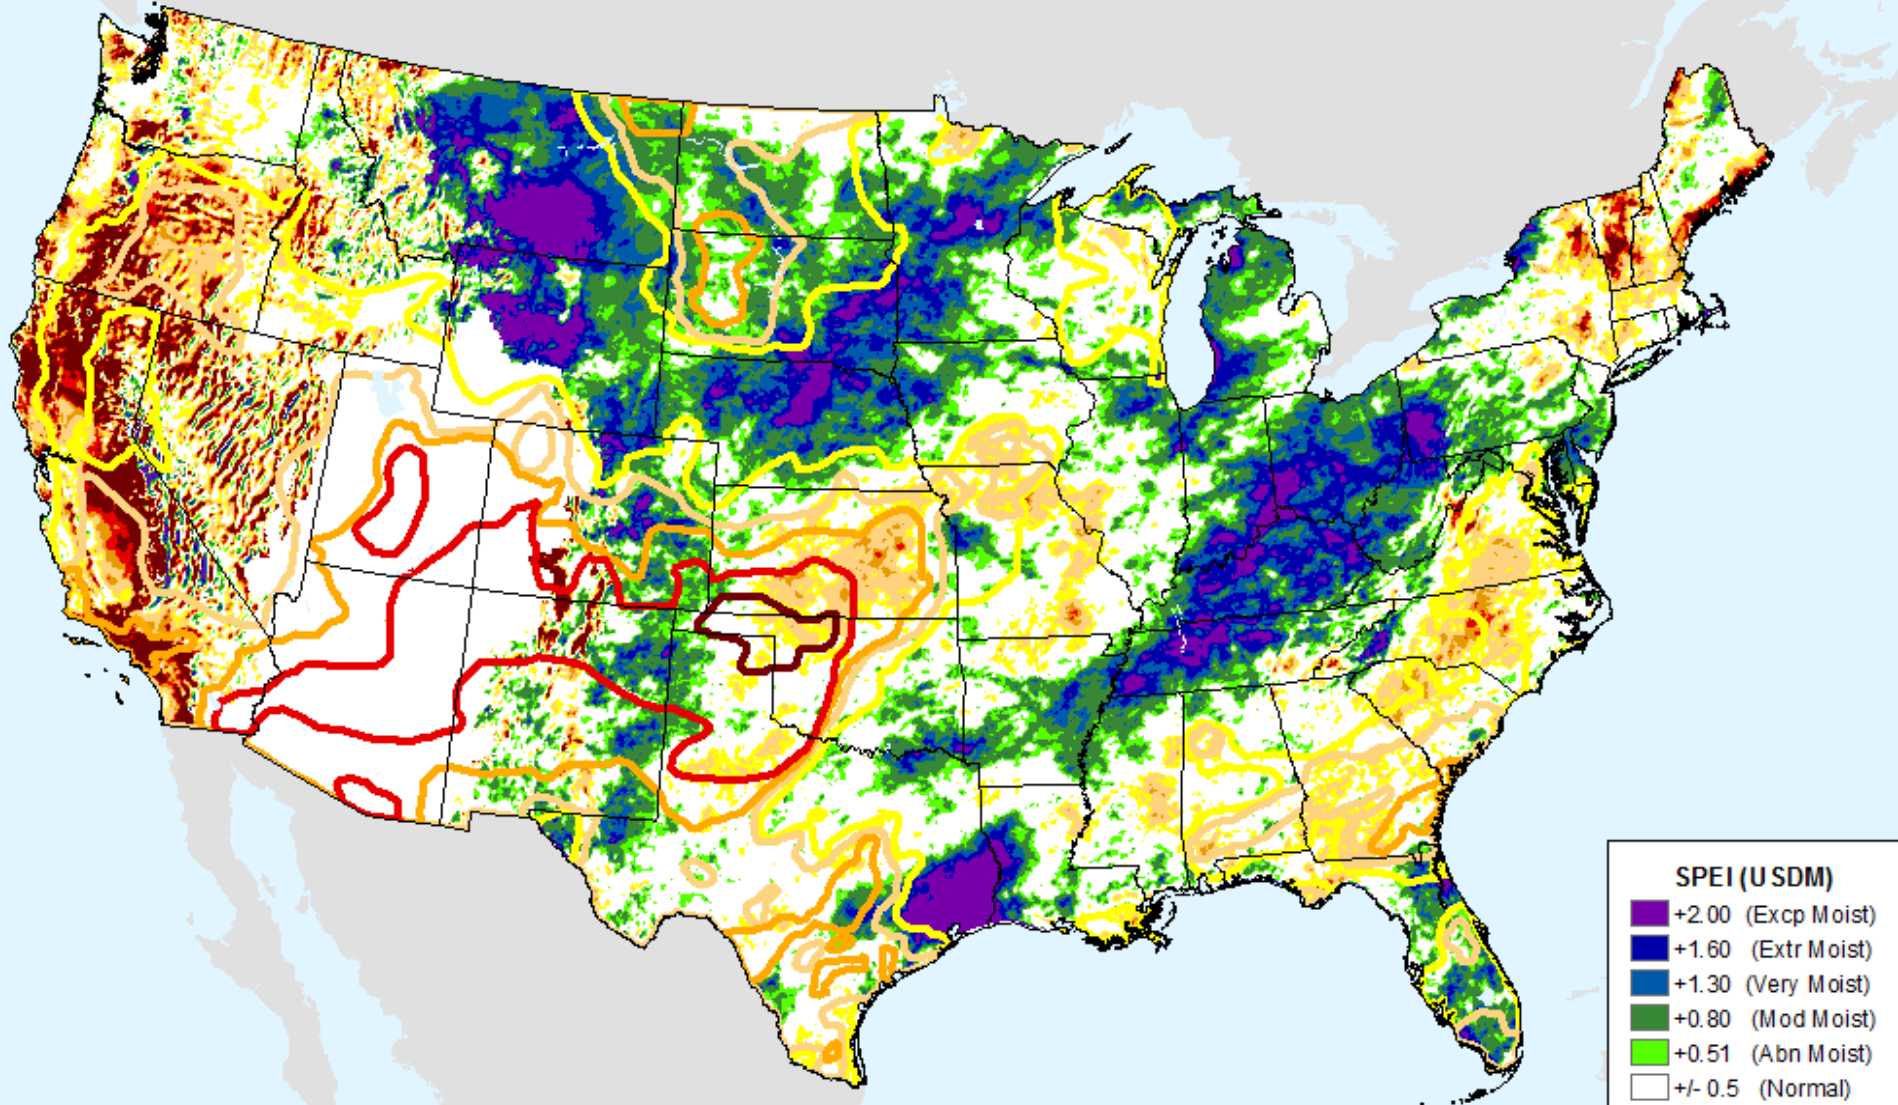 SPEI (USDM)
+2.00 (Excp Moist)
+1.60 (Extr Moist)
+1.30 (Very Moist)
+0.80 (Mod Moist)
+0.51 (Abn Moist)
+/- 0.5 (Normal)